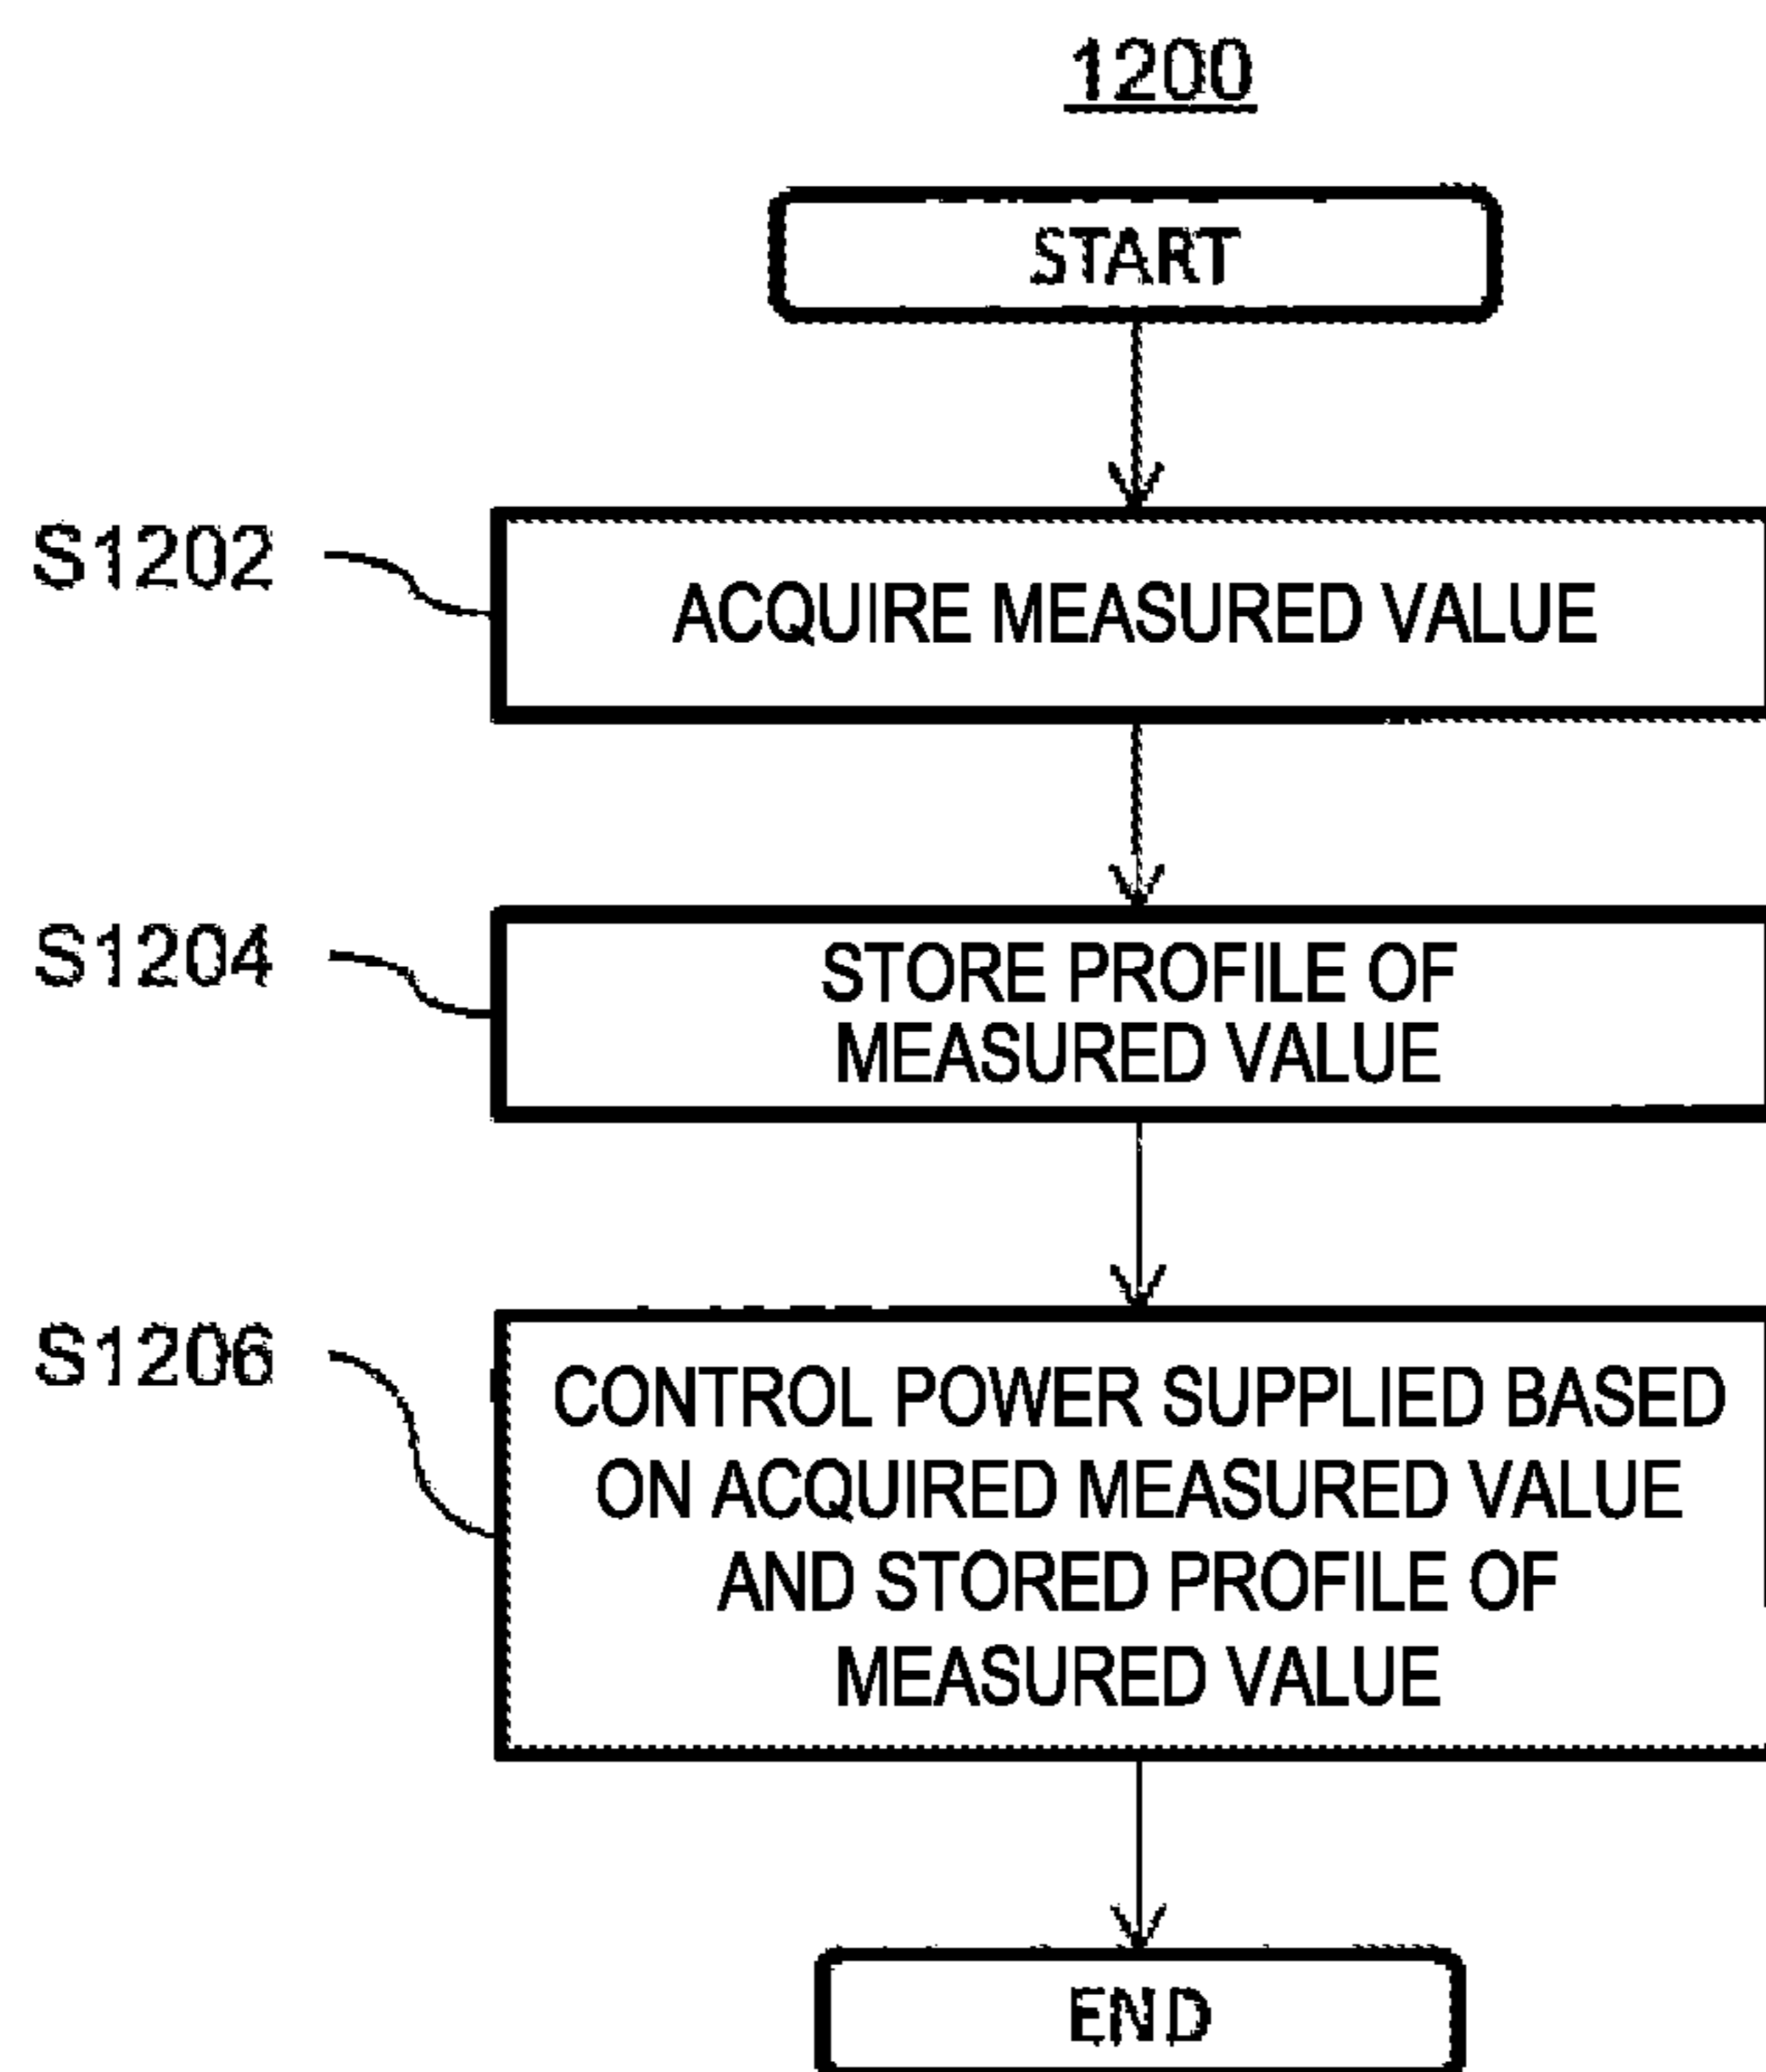 1200
START
S1202
ACQUIRE MEASURED VALUE
S1204
STORE PROFILE OF
MEASURED VALUE
S1206
CONTROL POWER SUPPLIED BASED
ON ACQUIRED MEASURED VALUE
AND STORED PROFILE OF
MEASURED VALUE
END